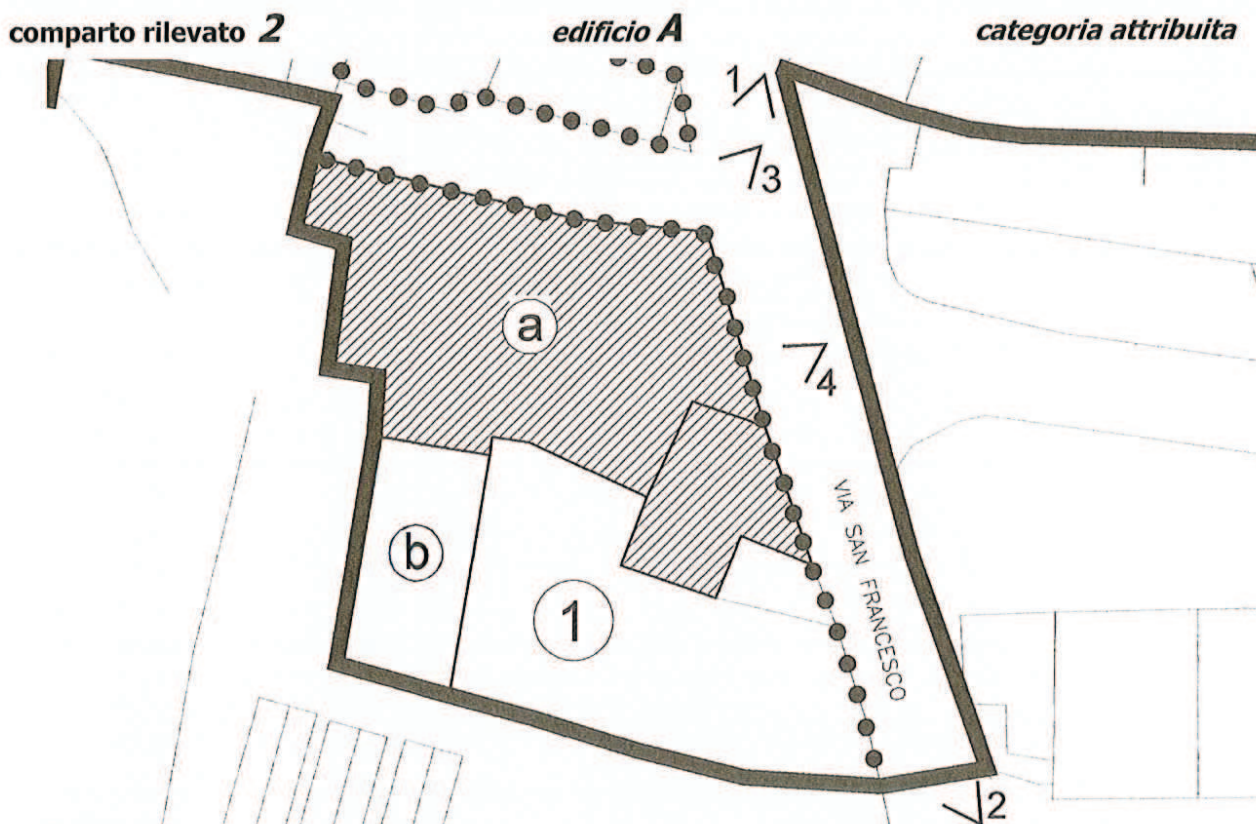 comparto rilevato 2 edificio A categoria attribuita
1
3
a
4
VIA SAN FRANCESCO
b
1
2